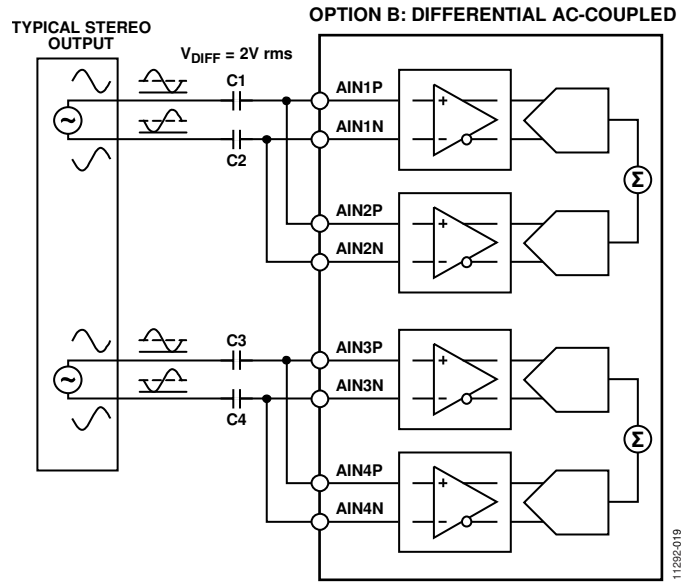 OPTION B: DIFFERENTIAL AC-COUPLED
TYPICAL STEREO
OUTPUT
VDIFF = 2V rms
C1
AIN1P
+
~
AIN1N
–
C2
Σ
AIN2P
+
AIN2N
–
C3
AIN3P
+
~
AIN3N
–
C4
Σ
AIN4P
+
AIN4N
–
11292-019